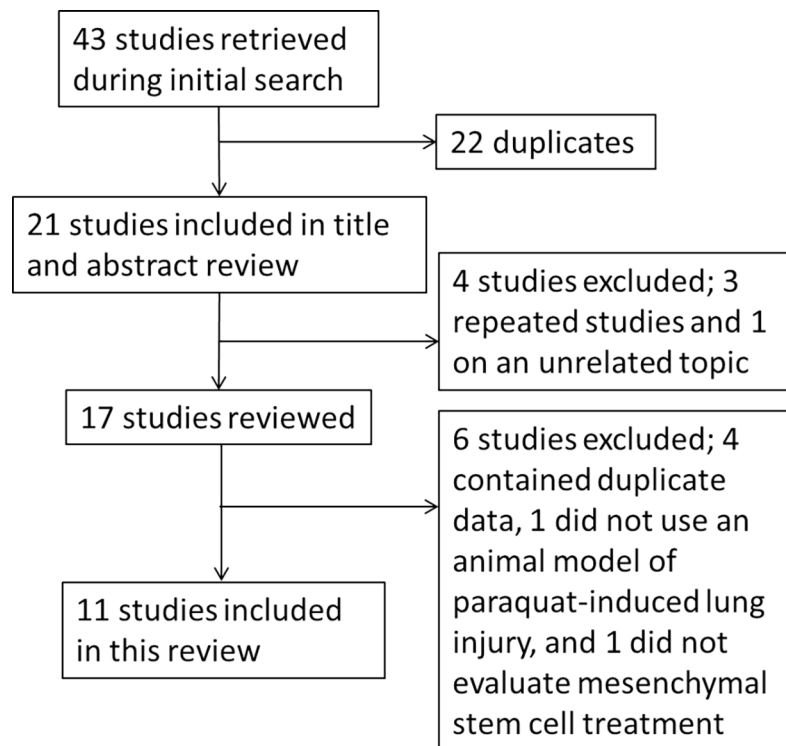 43 studies retrieved
during initial search
22 duplicates
21 studies included in title
and abstract review
4 studies excluded; 3
repeated studies and 1
on an unrelated topic
17 studies reviewed
6 studies excluded; 4
contained duplicate
data, 1 did not use an
animal model of
paraquat-induced lung
injury, and 1 did not
evaluate mesenchymal
stem cell treatment
11 studies included
in this review